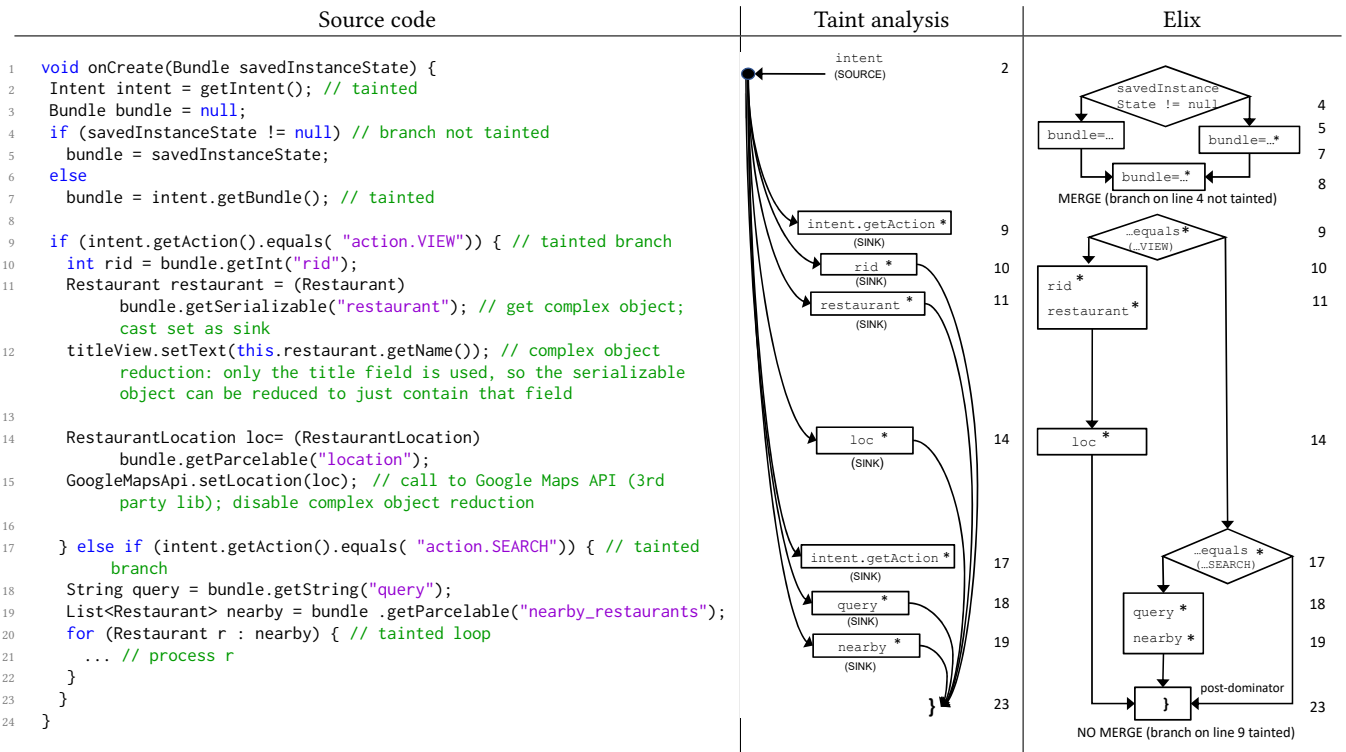 Source code
Taint analysis
Elix
1 void onCreate(Bundle savedInstanceState) {
2 Intent intent = getIntent(); // tainted
3 Bundle bundle = null;
4 if (savedInstanceState != null) // branch not tainted
5 bundle = savedInstanceState;
6 else
7 bundle = intent.getBundle(); // tainted
8
9 if (intent.getAction().equals( "action.VIEW")) { // tainted branch
10 int rid = bundle.getInt("rid");
11 Restaurant restaurant = (Restaurant)
bundle.getSerializable("restaurant"); // get complex object;
cast set as sink
12 titleView.setText(this.restaurant.getName()); // complex object
reduction: only the title field is used, so the serializable
object can be reduced to just contain that field
13
14 RestaurantLocation loc= (RestaurantLocation)
bundle.getParcelable("location");
15 GoogleMapsApi.setLocation(loc); // call to Google Maps API (3rd
party lib); disable complex object reduction
16
17 } else if (intent.getAction().equals( "action.SEARCH")) { // tainted
branch
18 String query = bundle.getString("query");
19 List<Restaurant> nearby = bundle .getParcelable("nearby_restaurants");
20 for (Restaurant r : nearby) { // tainted loop
21 ... // process r
22 }
23 }
24 }
intent
(SOURCE)
2
intent.getAction *
(SINK)
9
rid *
(SINK)
10
restaurant *
(SINK)
11
loc *
(SINK)
14
intent.getAction *
(SINK)
17
query *
(SINK)
18
nearby *
(SINK)
19
}
23
savedInstance
State != null
4
bundle=…
5
bundle=…*
7
bundle=…*
8
MERGE (branch on line 4 not tainted)
…equals*
(…VIEW)
9
rid *
10
restaurant *
11
loc *
14
…equals *
(…SEARCH)
17
query *
18
nearby *
19
post-dominator
}
23
NO MERGE (branch on line 9 tainted)